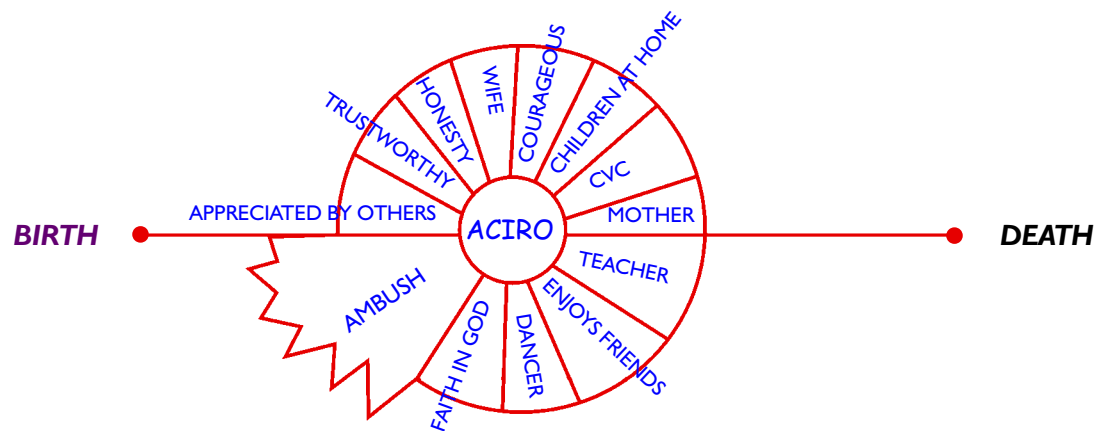 BIRTH
APPRECIATED BY OTHERS
TRUSTWORTHY
HONESTY
WIFE
COURAGEOUS
CHILDREN AT HOME
CVC
MOTHER
ACIRO
TEACHER
ENJOYS FRIENDS
DANCER
FAITH IN GOD
AMBUSH
DEATH